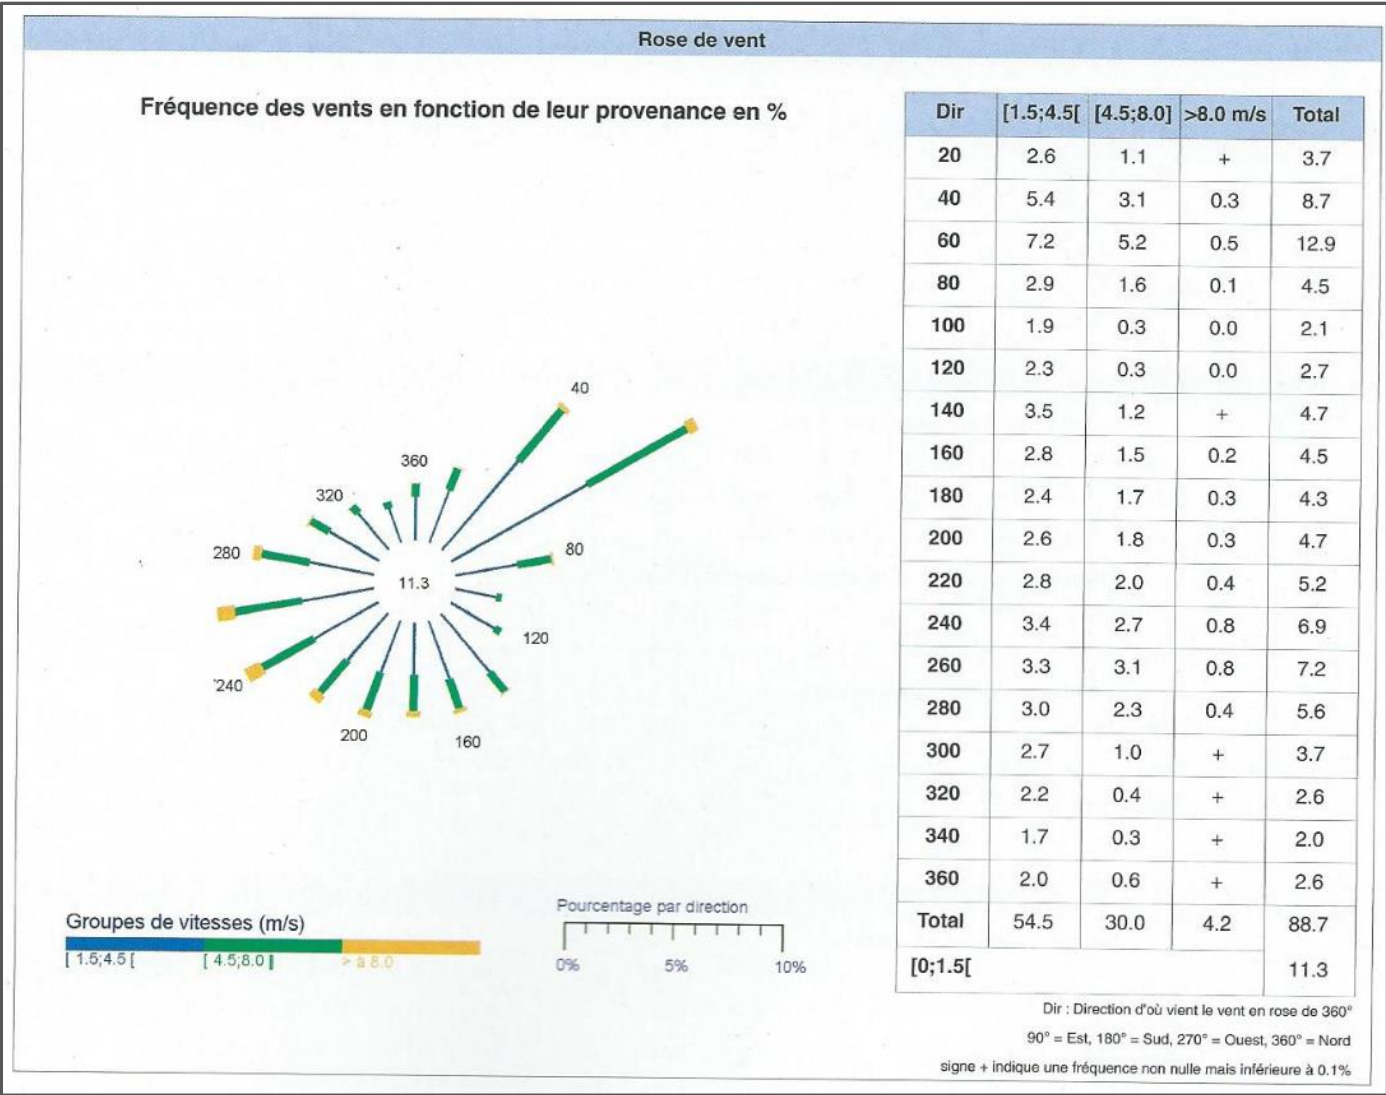 Rose de vent
Fréquence des vents en fonction de leur provenance en %
40
360
320
280
80
11.3
120
'240
200
160
Groupes de vitesses (m/s)
[ 1.5;4.5 [ [ 4.5;8.0 ] > à 8.0
Pourcentage par direction
0% 5% 10%
Dir [1.5;4.5[ [4.5;8.0] >8.0 m/s Total
20 2.6 1.1 + 3.7
40 5.4 3.1 0.3 8.7
60 7.2 5.2 0.5 12.9
80 2.9 1.6 0.1 4.5
100 1.9 0.3 0.0 2.1
120 2.3 0.3 0.0 2.7
140 3.5 1.2 + 4.7
160 2.8 1.5 0.2 4.5
180 2.4 1.7 0.3 4.3
200 2.6 1.8 0.3 4.7
220 2.8 2.0 0.4 5.2
240 3.4 2.7 0.8 6.9
260 3.3 3.1 0.8 7.2
280 3.0 2.3 0.4 5.6
300 2.7 1.0 + 3.7
320 2.2 0.4 + 2.6
340 1.7 0.3 + 2.0
360 2.0 0.6 + 2.6
Total 54.5 30.0 4.2 88.7
[0;1.5[ 11.3
Dir : Direction d'où vient le vent en rose de 360°
90° = Est, 180° = Sud, 270° = Ouest, 360° = Nord
signe + indique une fréquence non nulle mais inférieure à 0.1%